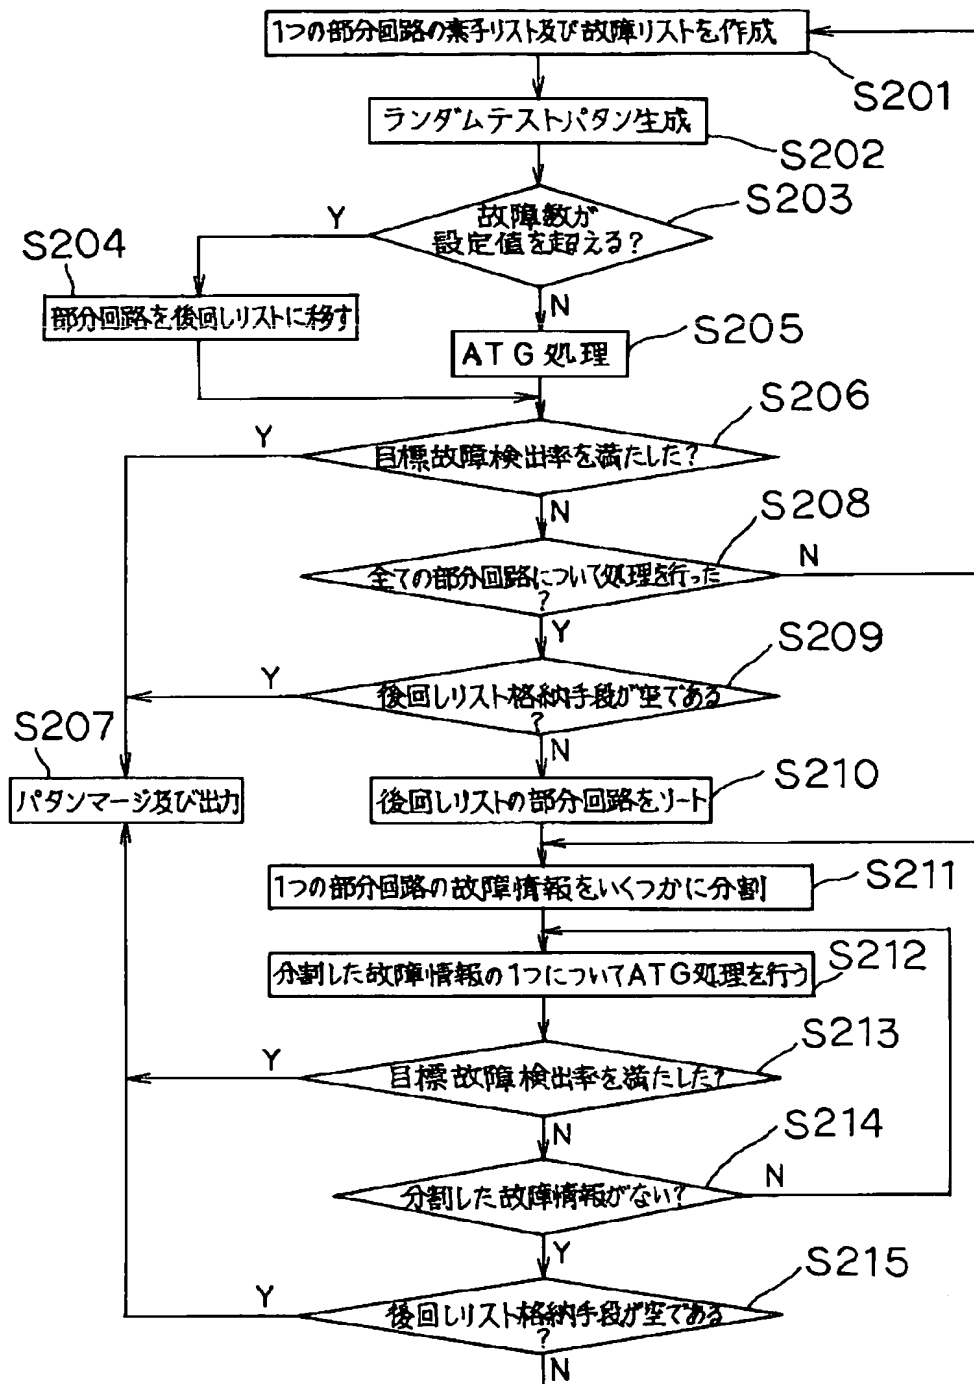 1つの部分回路の素子リスト及び故障リストを作成
S201
ランダムテストパタン生成
S202
S203
故障数が
設定値を超える?
Y
N
S204
部分回路を後回しリストに移す
S205
ATG処理
S206
目標故障検出率を満たした?
Y
N
S208
全ての部分回路について処理を行った
?
N
Y
S209
後回しリスト格納手段が空である
?
Y
N
S207
パタンマージ及び出力
S210
後回しリストの部分回路をソート
S211
1つの部分回路の故障情報をいくつかに分割
S212
分割した故障情報の1つについてATG処理を行う
S213
目標故障検出率を満たした?
Y
N
S214
分割した故障情報がない?
N
Y
S215
後回しリスト格納手段が空である
?
Y
N